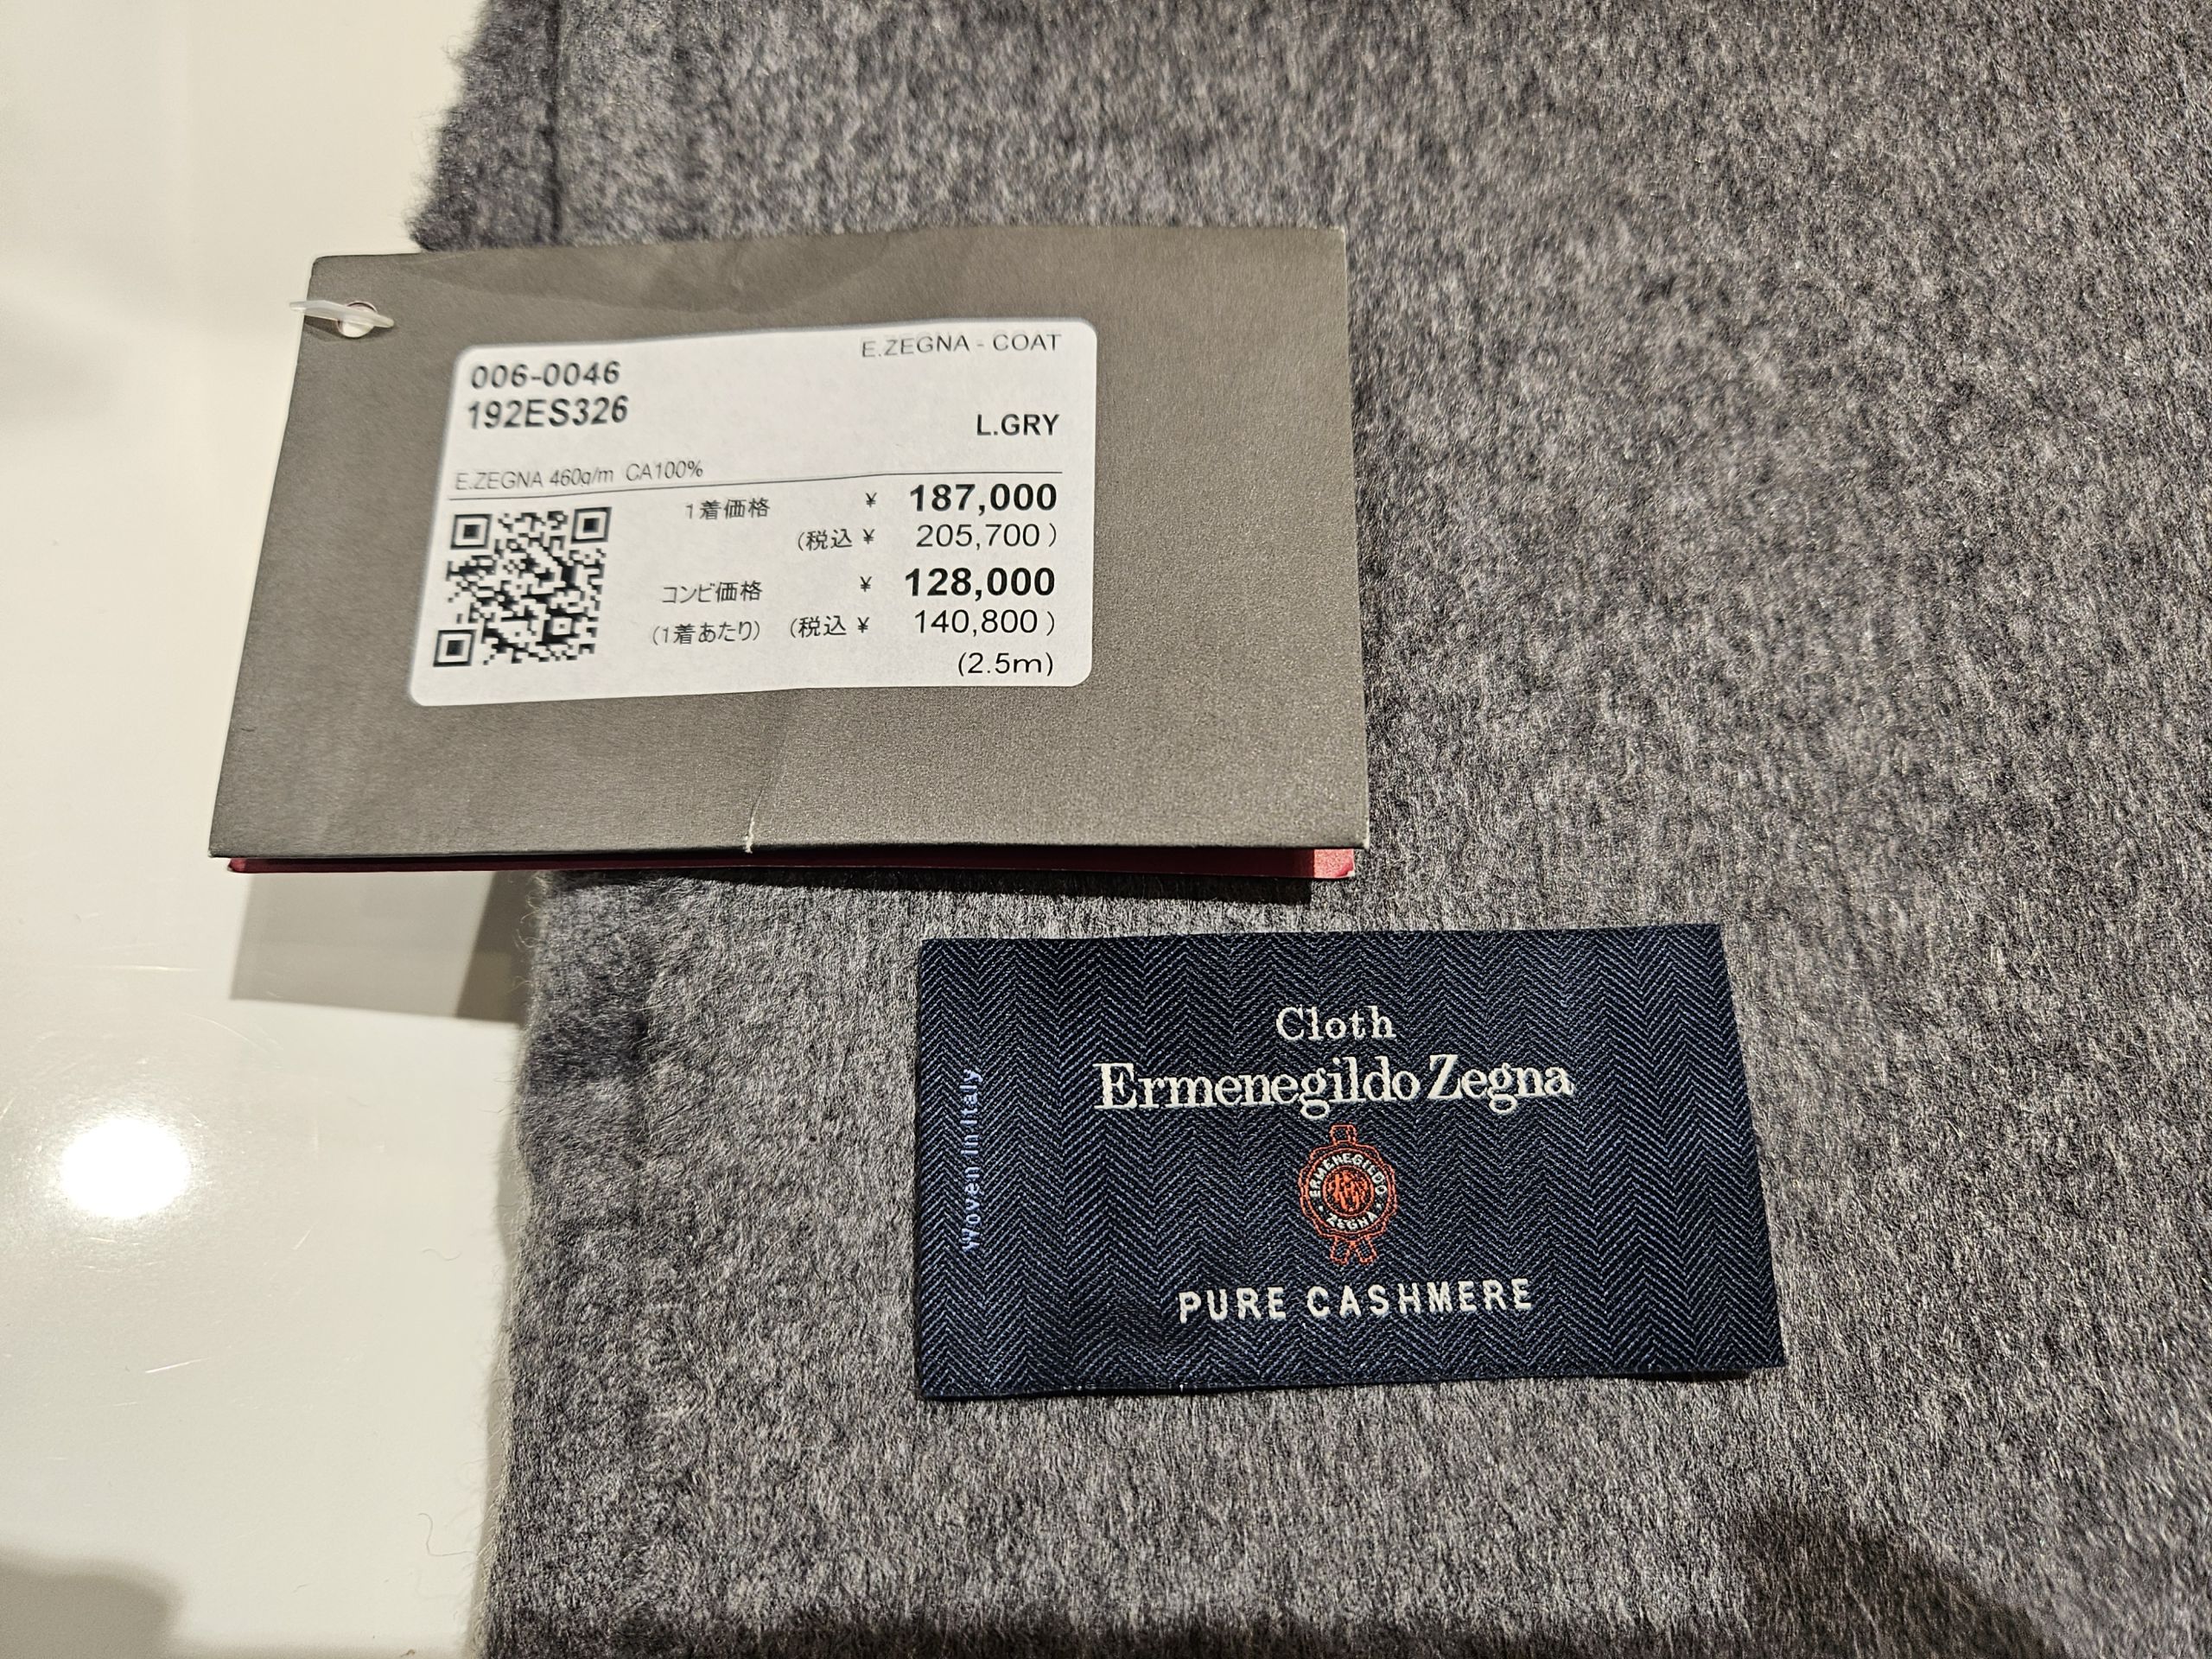 E.ZEGNA - COAT
006-0046
192ES326
L.GRY
E.ZEGNA 460g/m CA100%
1着価格 ¥ 187,000
(税込 ¥ 205,700)
コンビ価格 ¥ 128,000
(1着あたり) (税込 ¥ 140,800)
(2.5m)
Cloth
Ermenegildo Zegna
Woven in Italy
ERMENEGILDO
ZEGNA
PURE CASHMERE